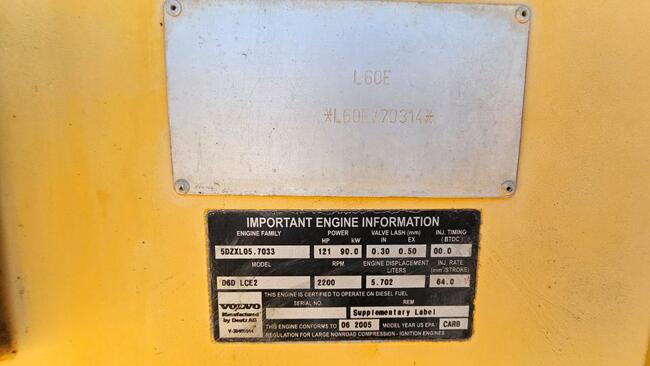 L60E
*L60EV70314*
IMPORTANT ENGINE INFORMATION
ENGINE FAMILY POWER VALVE LASH (mm) INJ. TIMING
HP kW IN EX (BTDC)
5DZXL05.7033 121 90.0 0.30 0.50 00.0
MODEL RPM ENGINE DISPLACEMENT INJ. RATE
LITERS (mm³/STROKE)
D6D LCE2 2200 5.702 64.0
THIS ENGINE IS CERTIFIED TO OPERATE ON DIESEL FUEL
SERIAL NO. REM
VOLVO
Supplementary Label
Manufactured
by Deutz AG
THIS ENGINE CONFORMS TO 06 2005 MODEL YEAR US EPA/ CARB
REGULATION FOR LARGE NONROAD COMPRESSION - IGNITION ENGINES